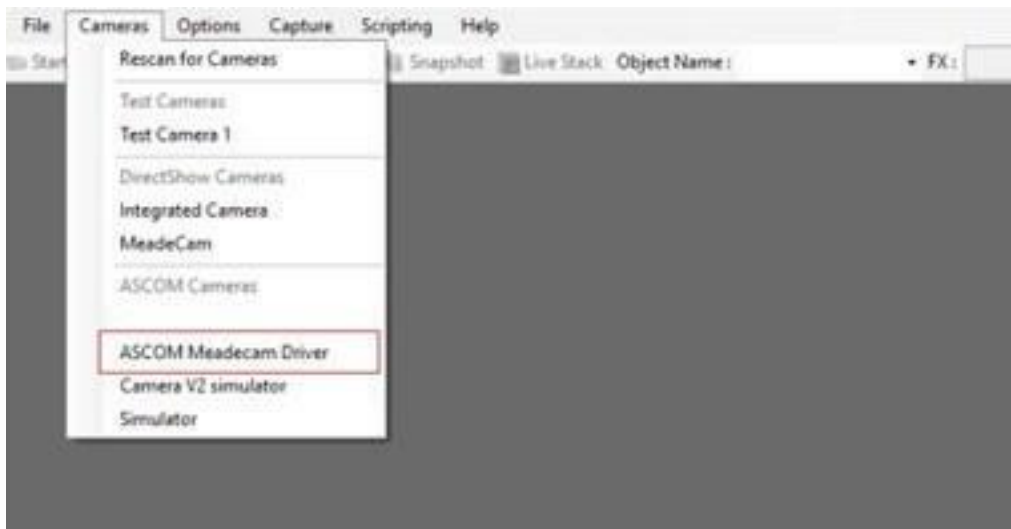 File Cameras Options Capture Scripting Help
Snapshot Live Stack Object Name : FX :
Rescan for Cameras
Test Cameras
Test Camera 1
DirectShow Cameras
Integrated Camera
MeadeCam
ASCOM Cameras
ASCOM Meadecam Driver
Camera V2 simulator
Simulator